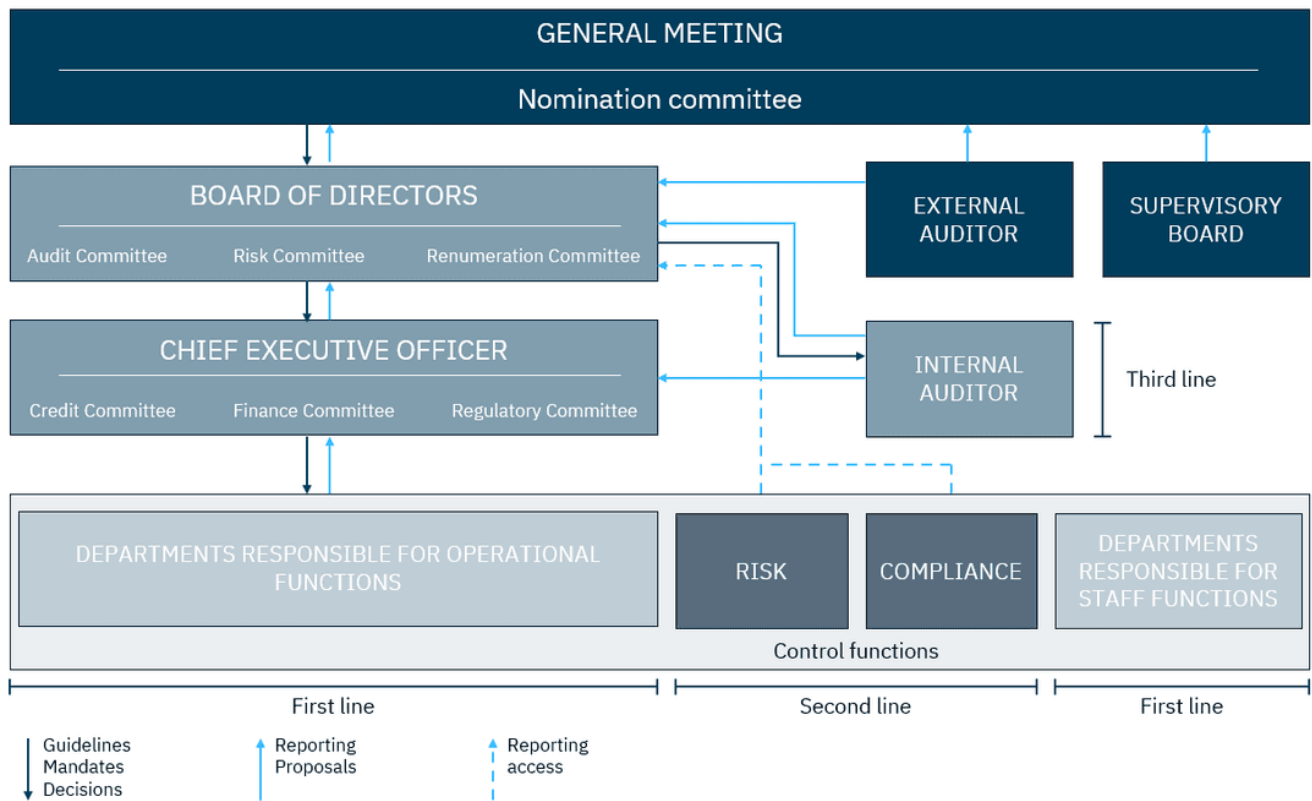 GENERAL MEETING
Nomination committee
BOARD OF DIRECTORS
Audit Committee
Risk Committee
Renumeration Committee
EXTERNAL
AUDITOR
SUPERVISORY
BOARD
CHIEF EXECUTIVE OFFICER
Credit Committee
Finance Committee
Regulatory Committee
INTERNAL
AUDITOR
Third line
DEPARTMENTS RESPONSIBLE FOR OPERATIONAL
FUNCTIONS
RISK
COMPLIANCE
DEPARTMENTS
RESPONSIBLE FOR
STAFF FUNCTIONS
Control functions
First line
Second line
First line
Guidelines
Mandates
Decisions
Reporting
Proposals
Reporting
access